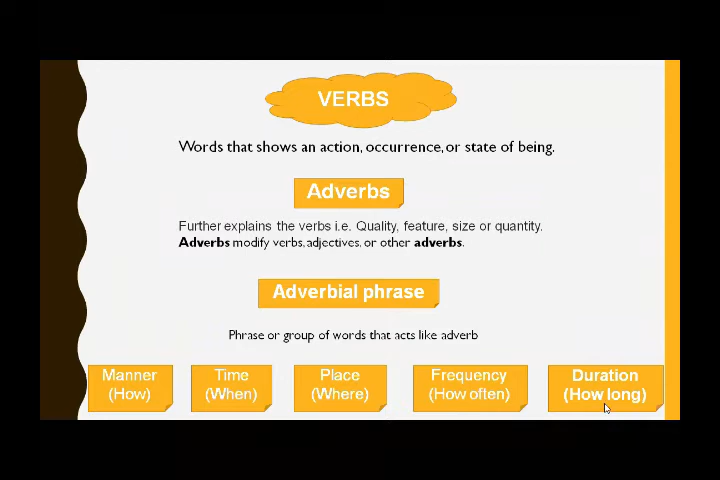 VERBS
Words that shows an action, occurrence, or state of being.
Adverbs
Further explains the verbs i.e. Quality, feature, size or quantity.
Adverbs modify verbs, adjectives, or other adverbs.
Adverbial phrase
Phrase or group of words that acts like adverb
Manner
(How)
Time
(When)
Place
(Where)
Frequency
(How often)
Duration
(How long)